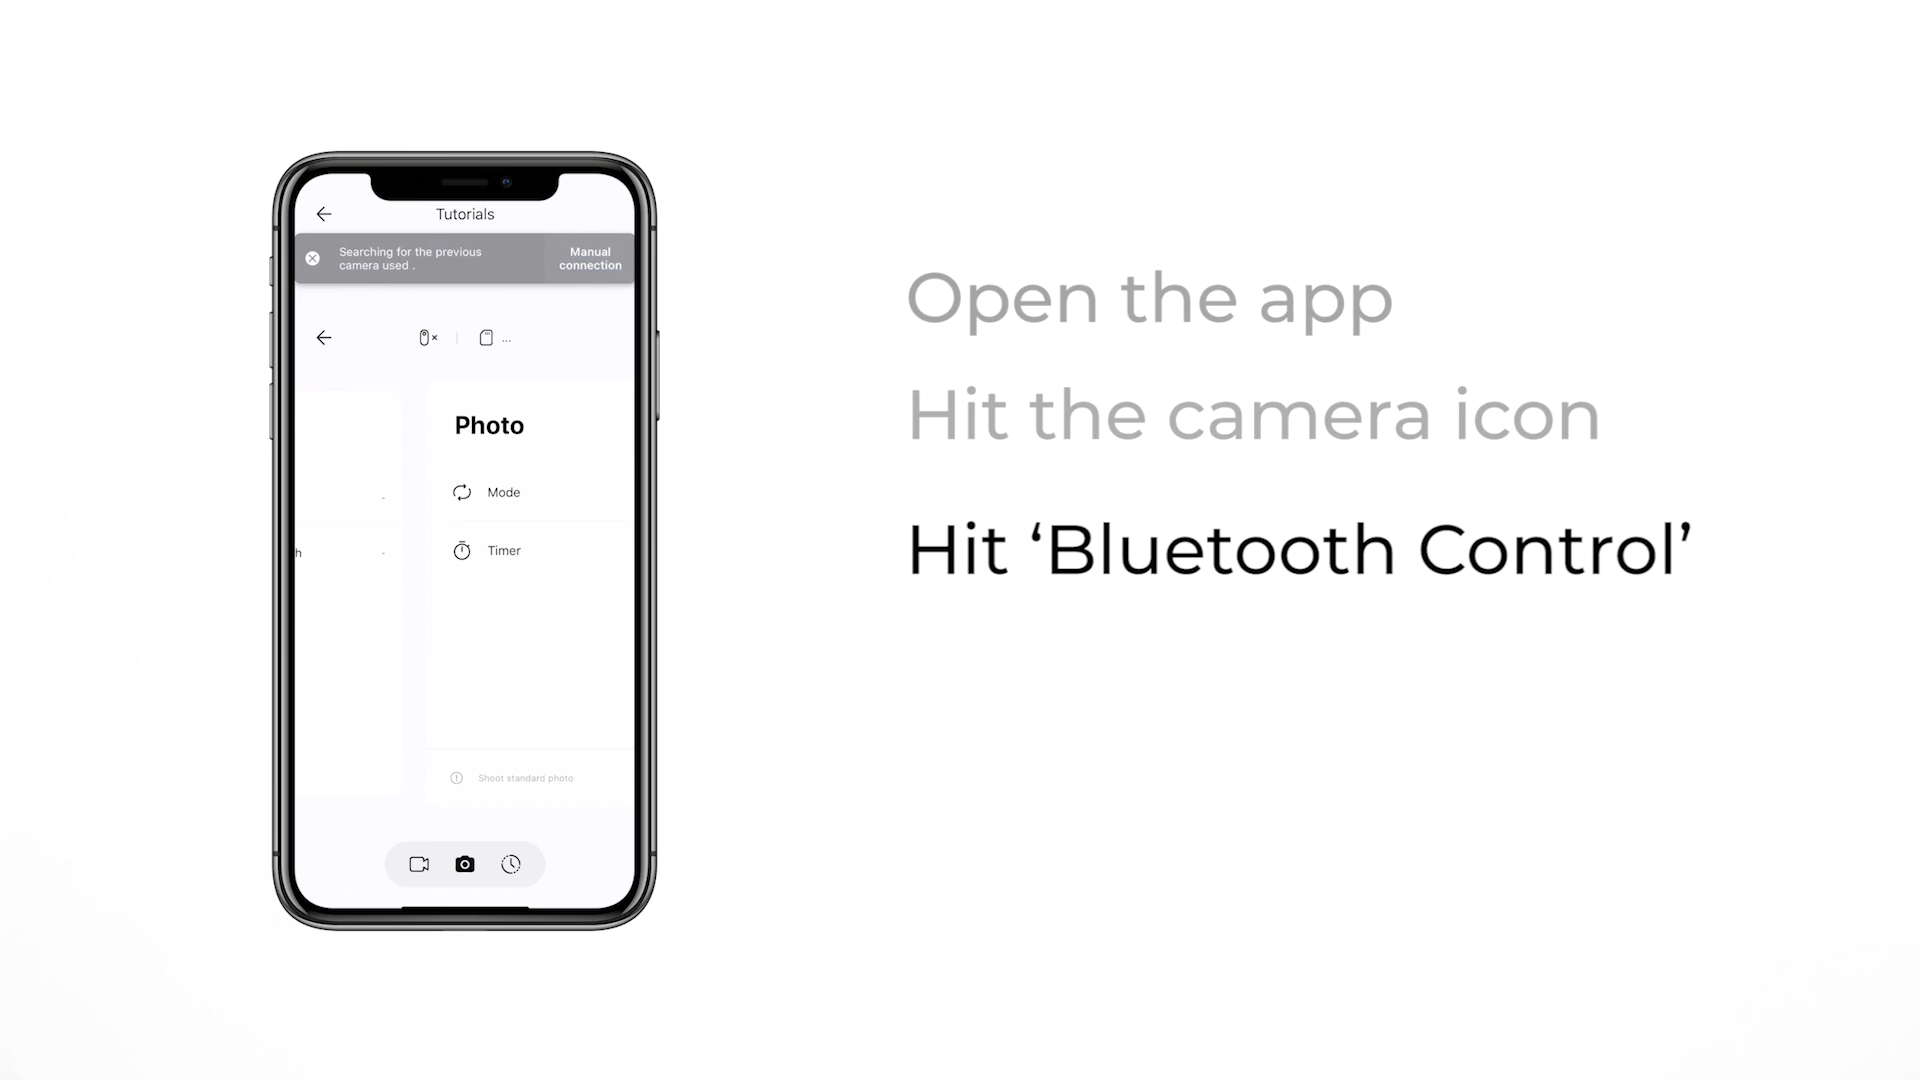 Tutorials
Searching for the previous
camera used .
Manual
connection
...
Photo
Mode
Timer
h
-
-
Shoot standard photo
Open the app
Hit the camera icon
Hit ‘Bluetooth Control’